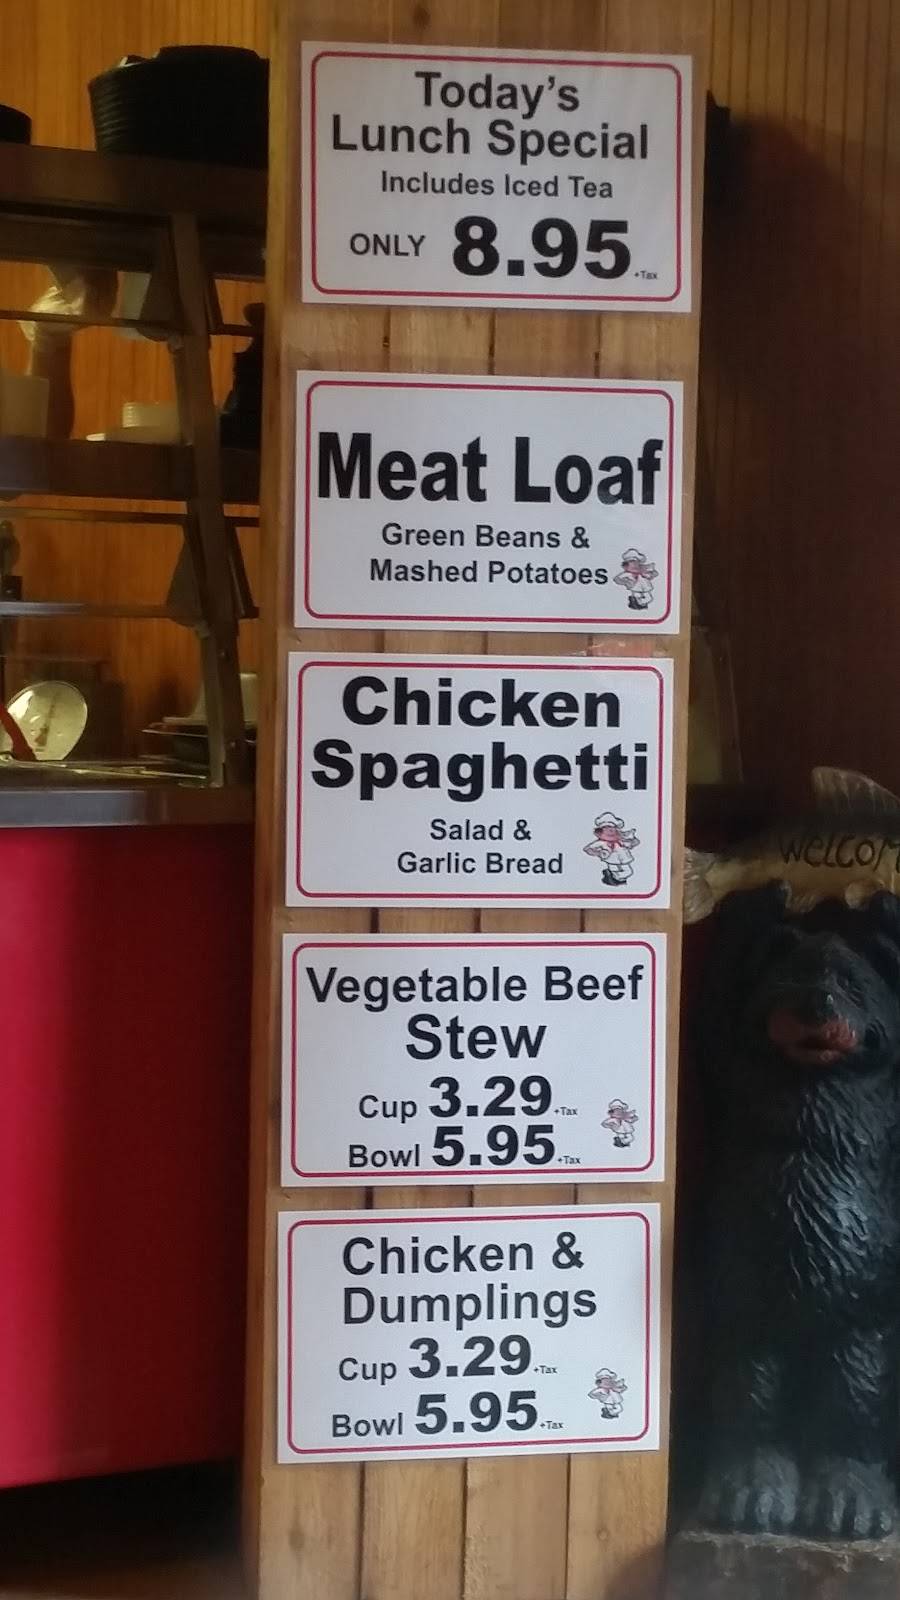 Today's
Lunch Special
Includes Iced Tea
ONLY 8.95 +Tax
Meat Loaf
Green Beans &
Mashed Potatoes
Chicken
Spaghetti
Salad &
Garlic Bread
Vegetable Beef
Stew
Cup 3.29 +Tax
Bowl 5.95 +Tax
Chicken &
Dumplings
Cup 3.29 +Tax
Bowl 5.95 +Tax
WELCOM